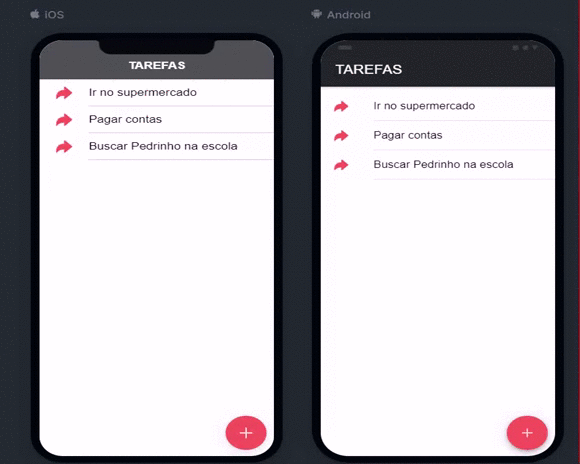 iOS
TAREFAS
Ir no supermercado
Pagar contas
Buscar Pedrinho na escola
+
Android
TAREFAS
Ir no supermercado
Pagar contas
Buscar Pedrinho na escola
+